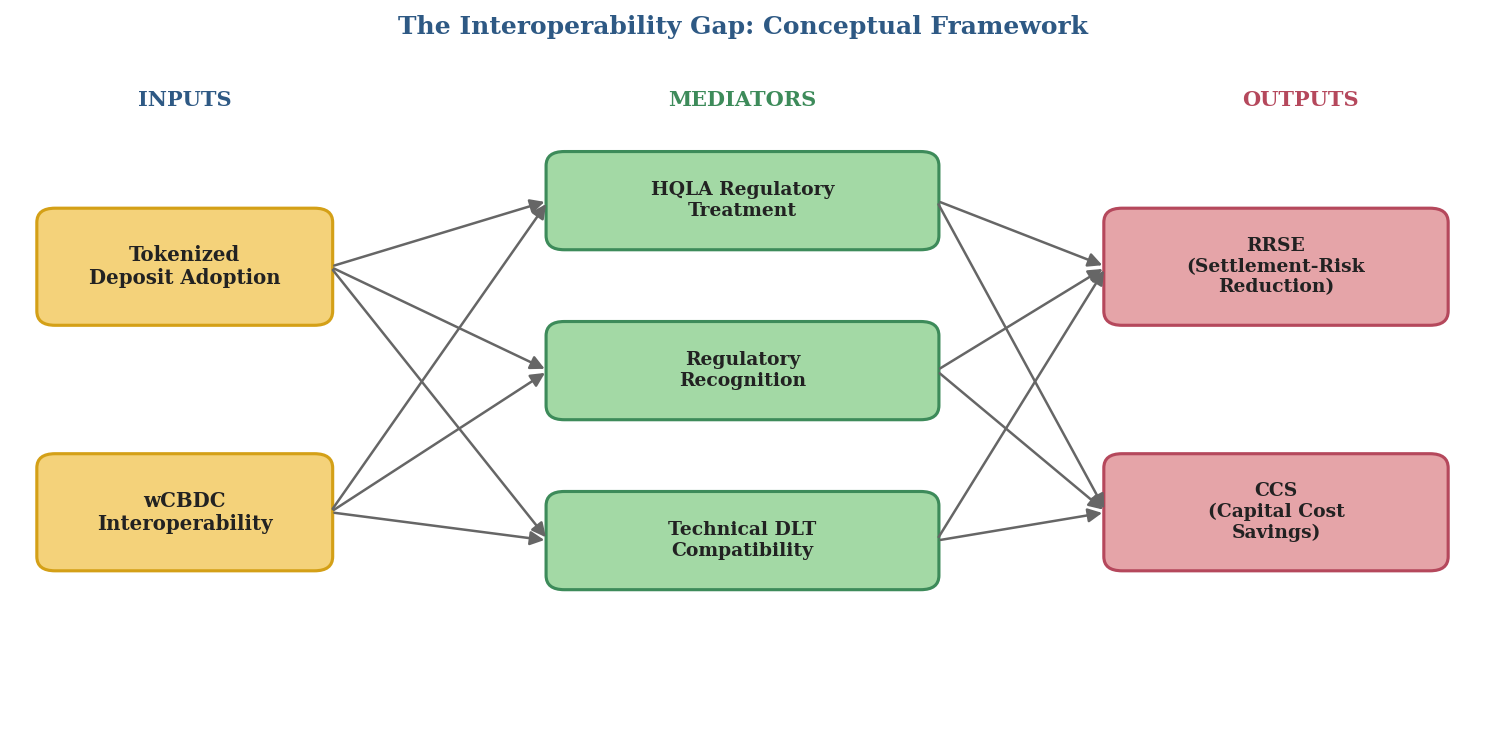 The Interoperability Gap: Conceptual Framework
INPUTS
MEDIATORS
OUTPUTS
Tokenized
Deposit Adoption
wCBDC
Interoperability
HQLA Regulatory
Treatment
Regulatory
Recognition
Technical DLT
Compatibility
RRSE
(Settlement-Risk
Reduction)
CCS
(Capital Cost
Savings)